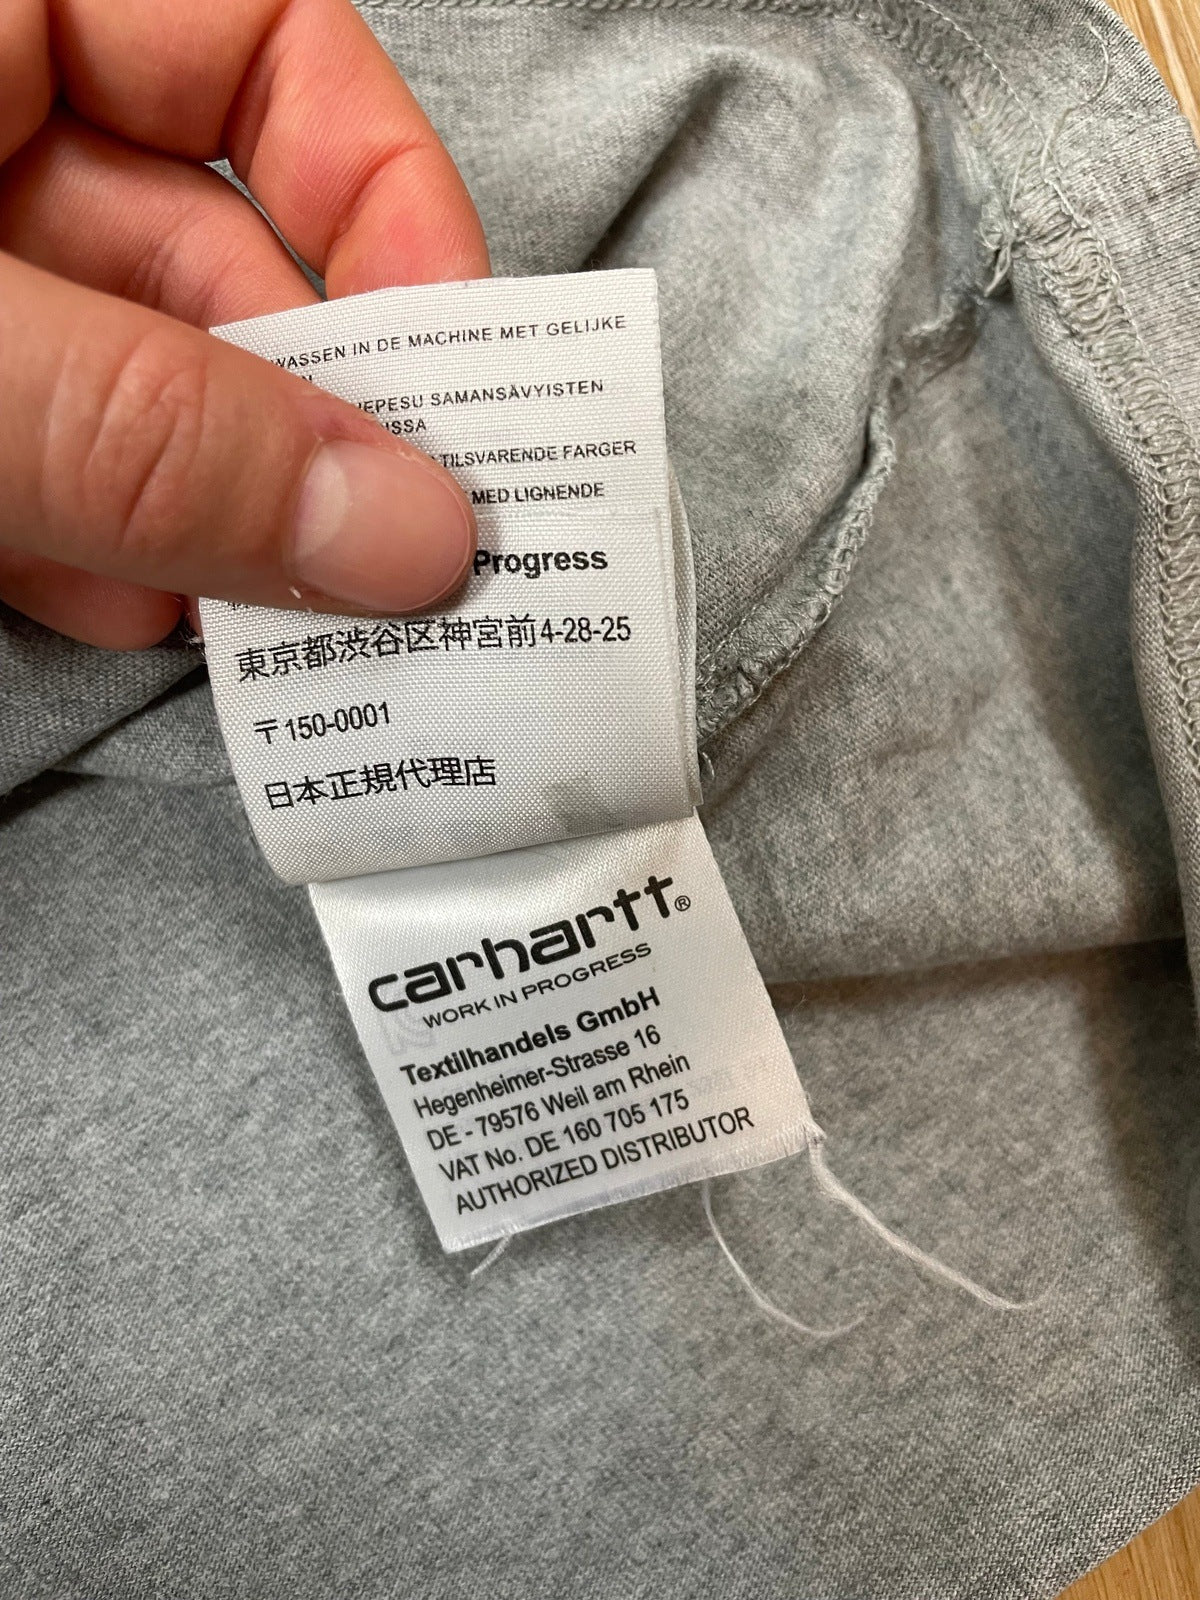 WASSEN IN DE MACHINE MET GELIJKE
SAMANSÄVYISTEN
TILSVARENDE FARGER
MED LIGNENDE
Progress
東京都渋谷区神宮前4-28-25
〒150-0001
日本正規代理店
carhartt®
WORK IN PROGRESS
Textilhandels GmbH
Hegenheimer-Strasse 16
DE - 79576 Weil am Rhein
VAT No. DE 160 705 175
AUTHORIZED DISTRIBUTOR